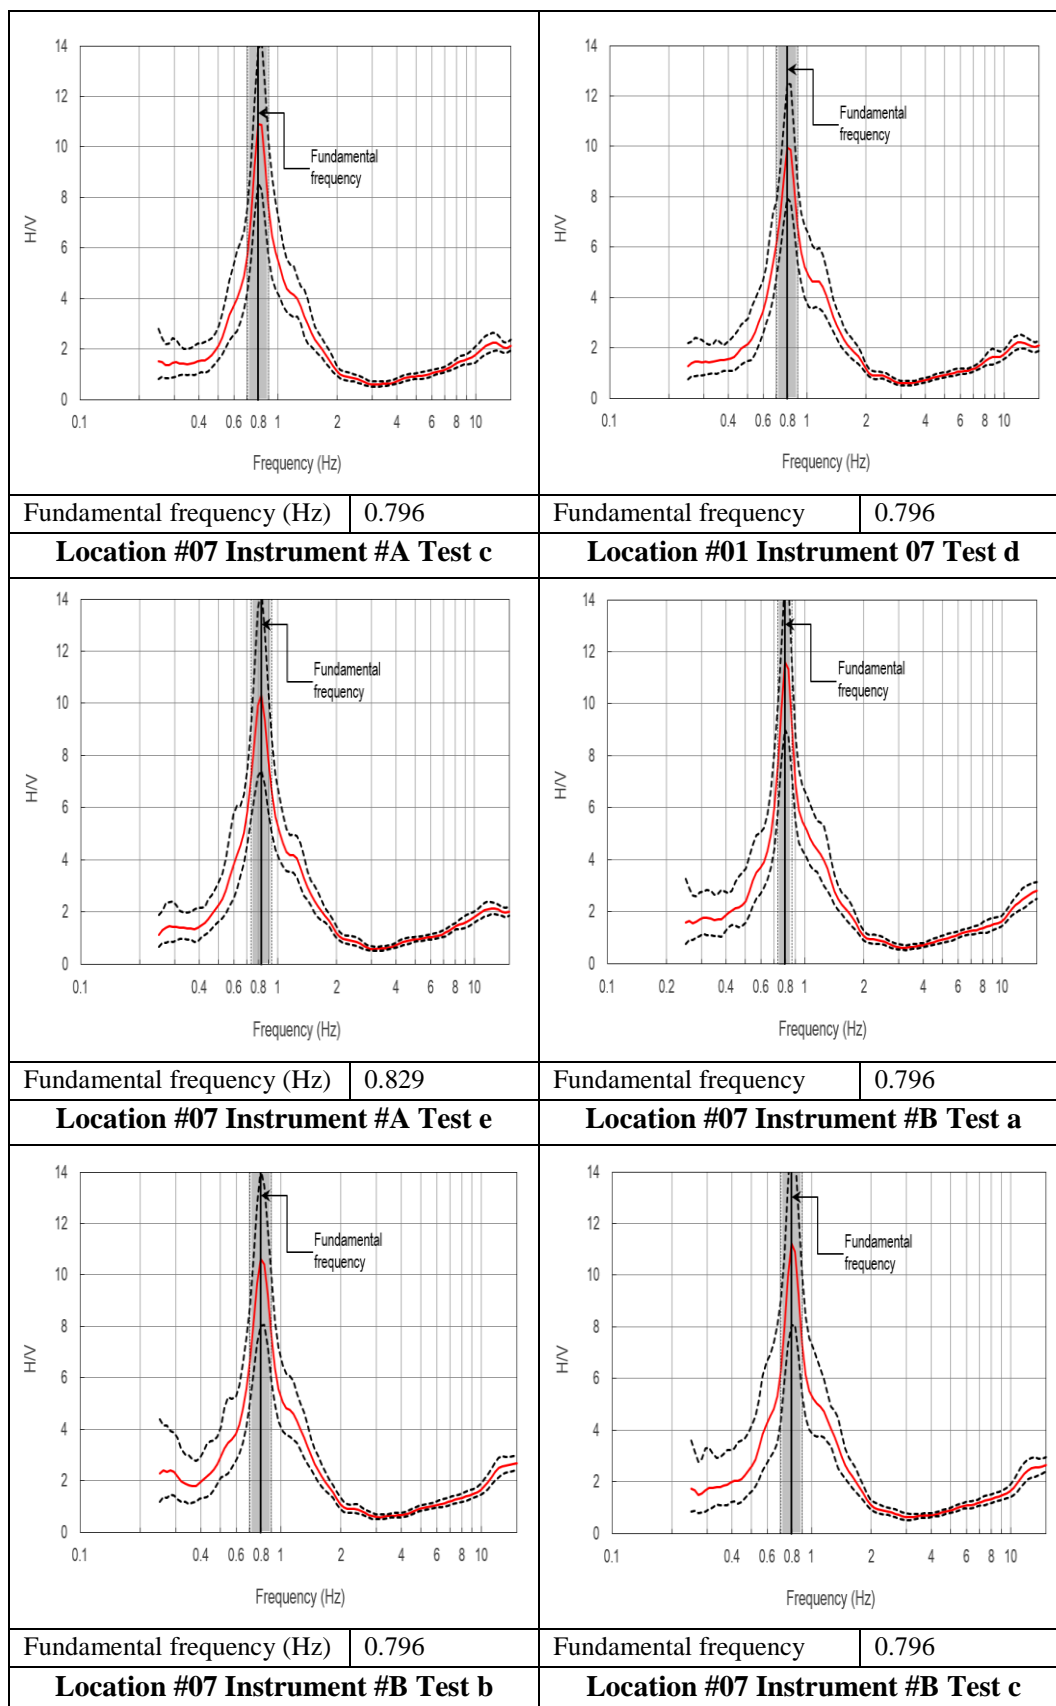 14
12
10
8
6
4
2
0
H/V
Fundamental
frequency
0.1 0.4 0.6 0.8 1 2 4 6 8 10
Frequency (Hz)
14
12
10
8
6
4
2
0
H/V
Fundamental
frequency
0.1 0.4 0.6 0.8 1 2 4 6 8 10
Frequency (Hz)
Fundamental frequency (Hz) 0.796 Fundamental frequency 0.796
Location #07 Instrument #A Test c Location #01 Instrument 07 Test d
14
12
10
8
6
4
2
0
H/V
Fundamental
frequency
0.1 0.4 0.6 0.8 1 2 4 6 8 10
Frequency (Hz)
14
12
10
8
6
4
2
0
H/V
Fundamental
frequency
0.1 0.2 0.4 0.6 0.8 1 2 4 6 8 10
Frequency (Hz)
Fundamental frequency (Hz) 0.829 Fundamental frequency 0.796
Location #07 Instrument #A Test e Location #07 Instrument #B Test a
14
12
10
8
6
4
2
0
H/V
Fundamental
frequency
0.1 0.4 0.6 0.8 1 2 4 6 8 10
Frequency (Hz)
14
12
10
8
6
4
2
0
H/V
Fundamental
frequency
0.1 0.4 0.6 0.8 1 2 4 6 8 10
Frequency (Hz)
Fundamental frequency (Hz) 0.796 Fundamental frequency 0.796
Location #07 Instrument #B Test b Location #07 Instrument #B Test c